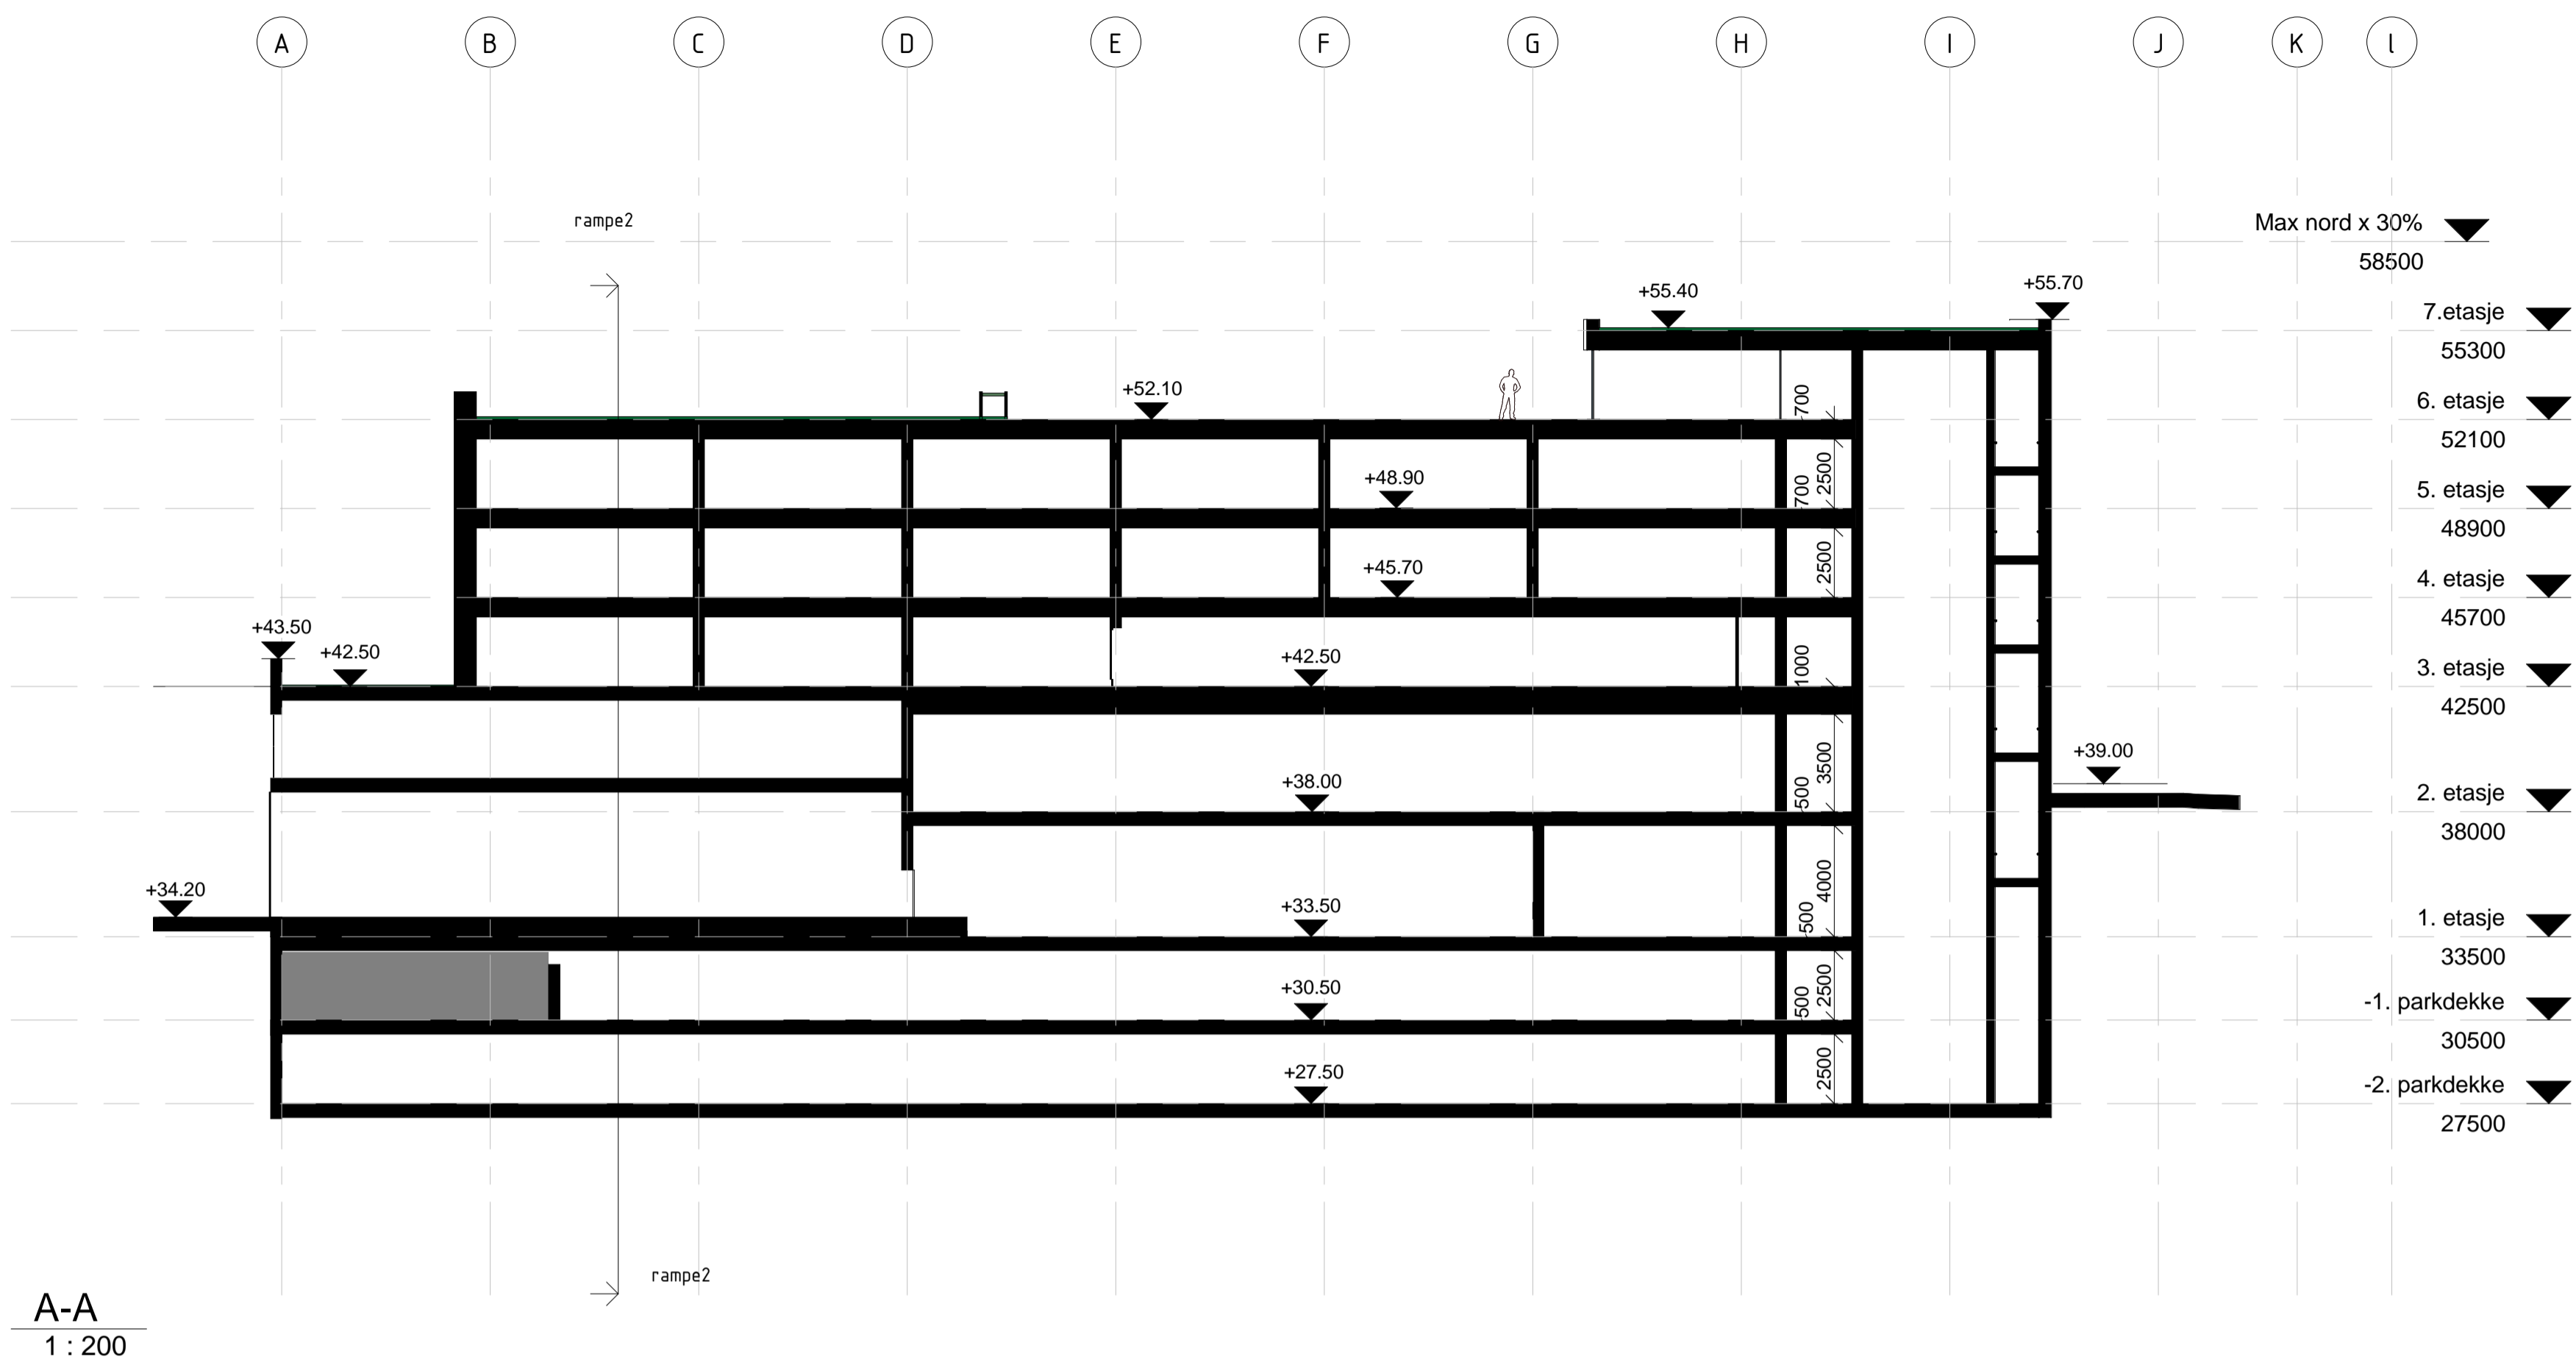 A B C D E F G H I J K l
rampe2
Max nord x 30%
58500
+55.70
+55.40
7.etasje
55300
+52.10
700
6. etasje
52100
+48.90
700
2500
5. etasje
48900
+45.70
2500
4. etasje
45700
+43.50
+42.50
+42.50
1000
3. etasje
42500
+39.00
3500
+38.00
500
2. etasje
38000
+34.20
4000
+33.50
500
1. etasje
33500
+30.50
500
2500
-1. parkdekke
30500
+27.50
2500
-2. parkdekke
27500
rampe2
A-A
1 : 200